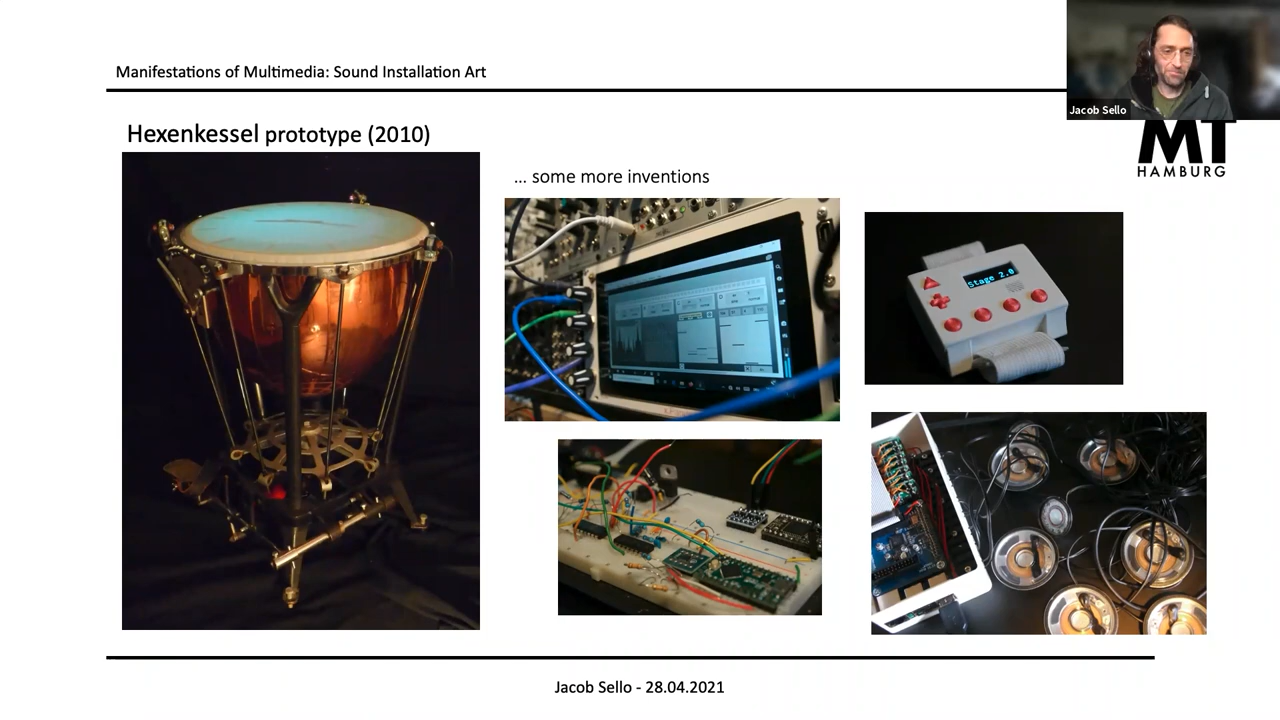 Manifestations of Multimedia: Sound Installation Art
Jacob Sello
MT
HAMBURG
Hexenkessel prototype (2010)
... some more inventions
Stage 2.0
Jacob Sello - 28.04.2021